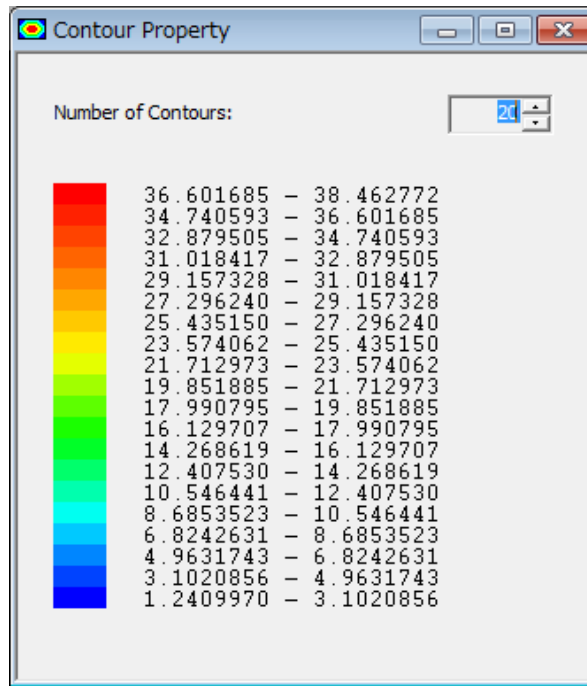 Contour Property
Number of Contours: 20
36.601685 – 38.462772
34.740593 – 36.601685
32.879505 – 34.740593
31.018417 – 32.879505
29.157328 – 31.018417
27.296240 – 29.157328
25.435150 – 27.296240
23.574062 – 25.435150
21.712973 – 23.574062
19.851885 – 21.712973
17.990795 – 19.851885
16.129707 – 17.990795
14.268619 – 16.129707
12.407530 – 14.268619
10.546441 – 12.407530
8.6853523 – 10.546441
6.8242631 – 8.6853523
4.9631743 – 6.8242631
3.1020856 – 4.9631743
1.2409970 – 3.1020856